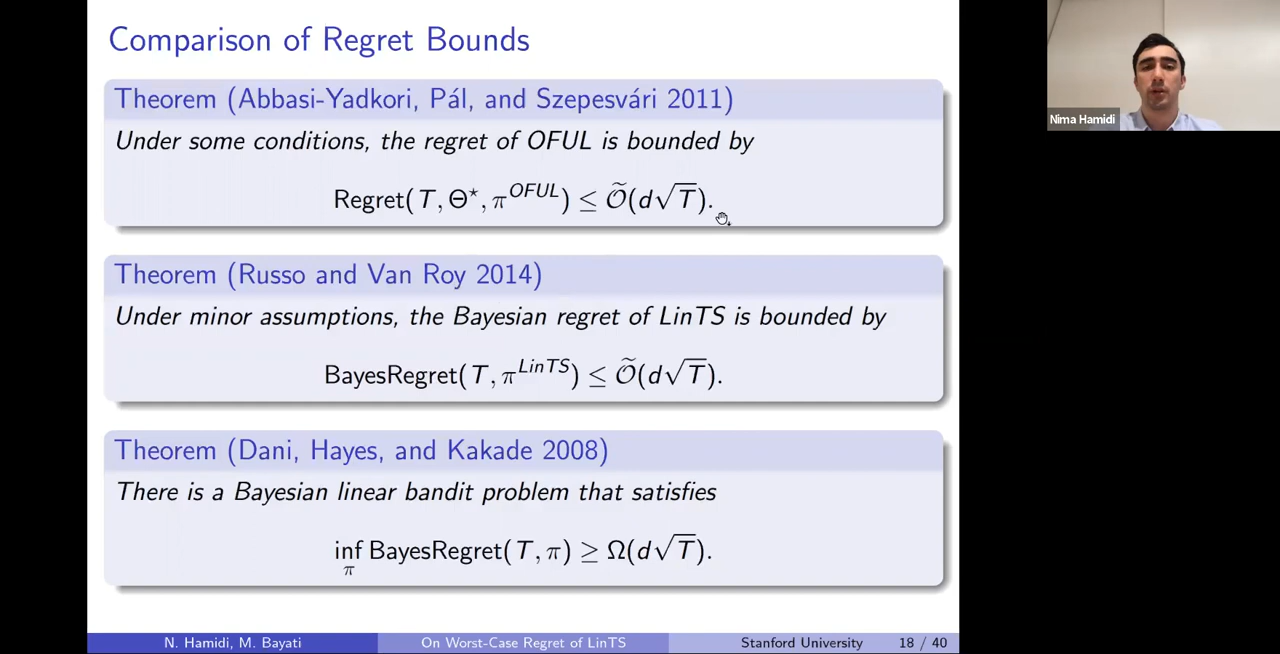 Comparison of Regret Bounds
Theorem (Abbasi-Yadkori, Pál, and Szepesvári 2011)
Under some conditions, the regret of OFUL is bounded by
Regret(T, Θ⋆, π^OFUL) ≤ Õ(d√T).
Theorem (Russo and Van Roy 2014)
Under minor assumptions, the Bayesian regret of LinTS is bounded by
BayesRegret(T, π^LinTS) ≤ Õ(d√T).
Theorem (Dani, Hayes, and Kakade 2008)
There is a Bayesian linear bandit problem that satisfies
inf_π BayesRegret(T, π) ≥ Ω(d√T).
N. Hamidi, M. Bayati On Worst-Case Regret of LinTS Stanford University 18 / 40
Nima Hamidi